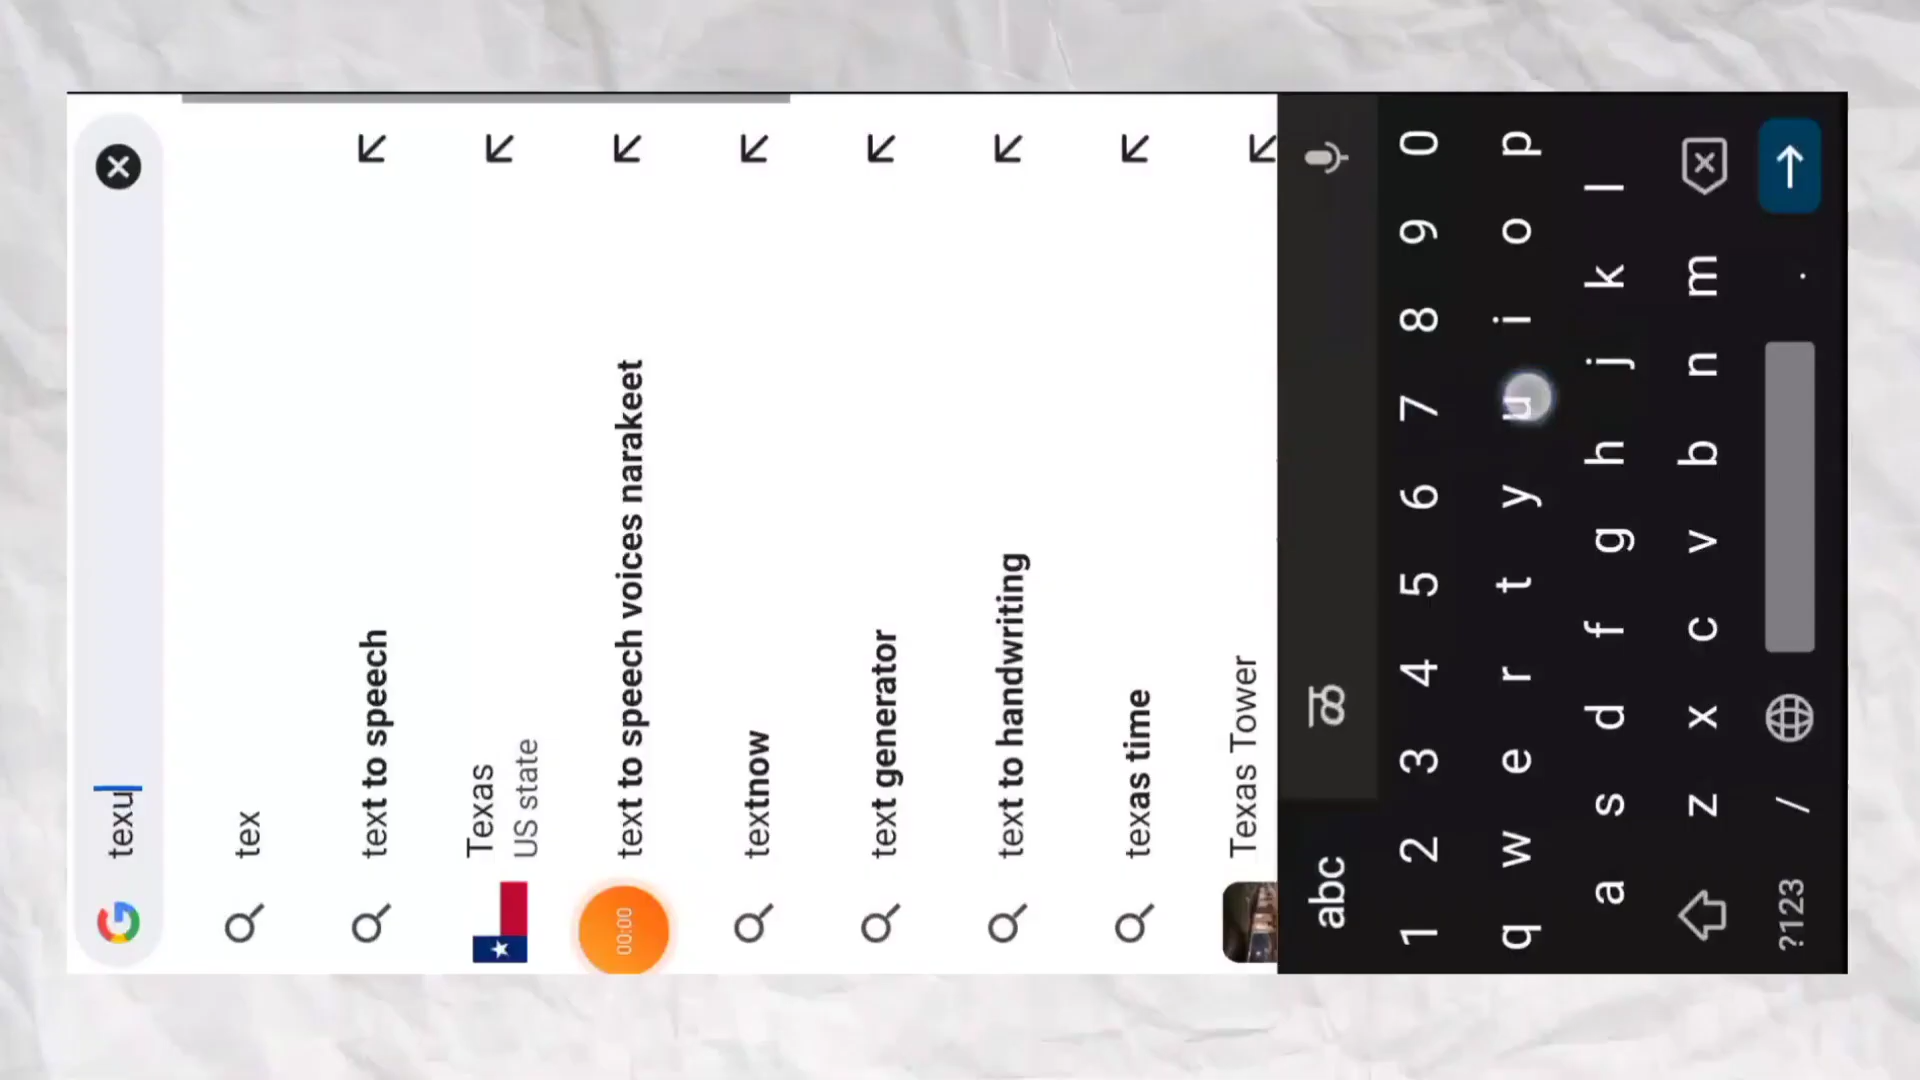 texu
tex
text to speech
Texas
US state
text to speech voices narakeet
00:00
textnow
text generator
text to handwriting
texas time
Texas Tower
abc
1 2 3 4 5 6 7 8 9 0
q w e r t y u i o p
a s d f g h j k l
z x c v b n m
?123 / .